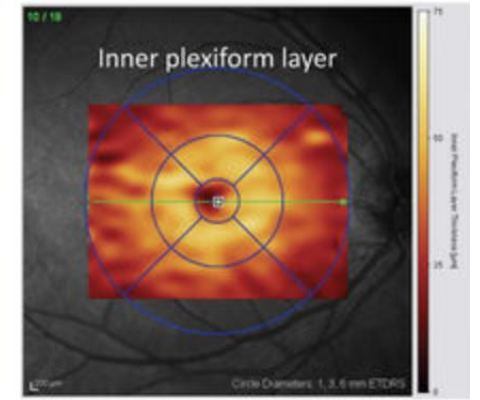 10 / 19
Inner plexiform layer
75
50
25
0
Inner Plexiform Layer Thickness [µm]
200 µm
Circle Diameters: 1, 3, 6 mm ETDRS